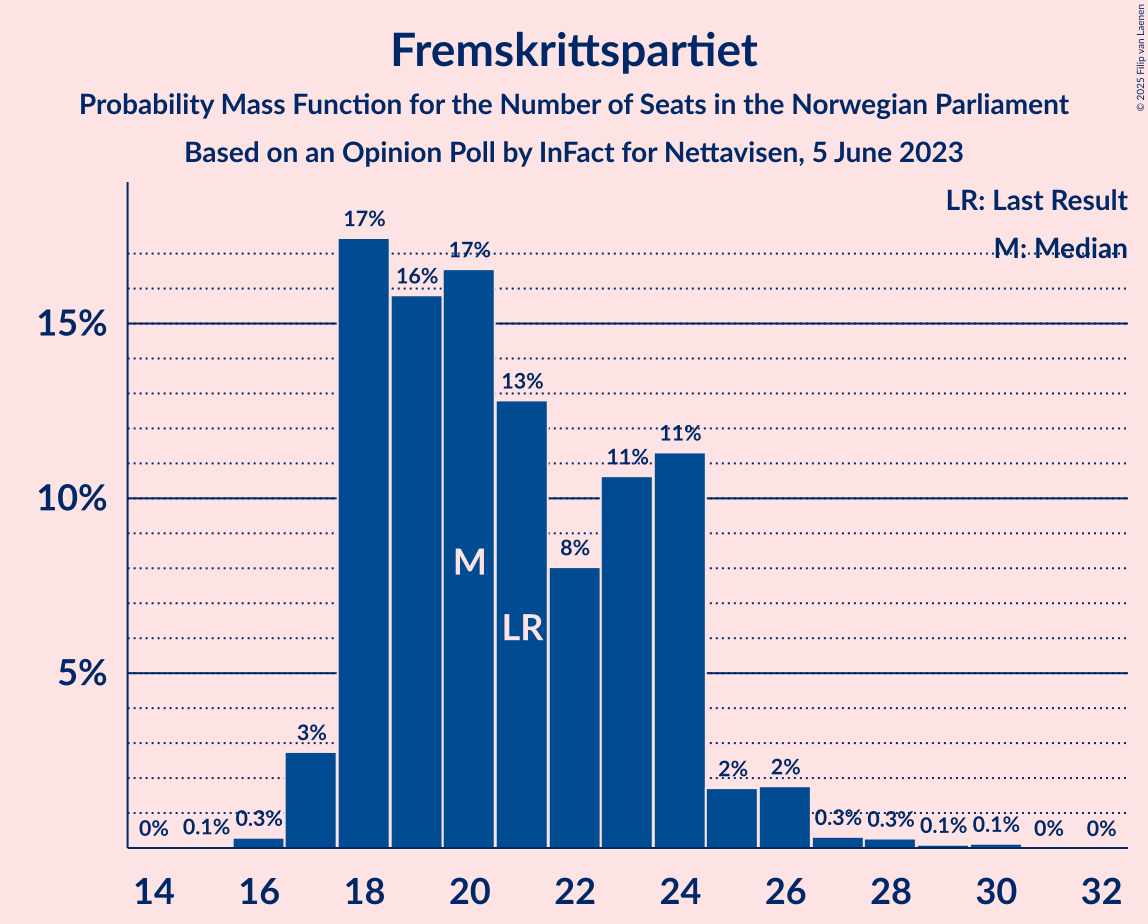 Fremskrittspartiet
Probability Mass Function for the Number of Seats in the Norwegian Parliament
Based on an Opinion Poll by InFact for Nettavisen, 5 June 2023
© 2025 Filip van Laenen
LR: Last Result
M: Median
15%
10%
5%
0%
0.1%
0.3%
3%
17%
16%
17%
13%
8%
11%
11%
2%
2%
0.3%
0.3%
0.1%
0.1%
0%
0%
M
LR
14 16 18 20 22 24 26 28 30 32